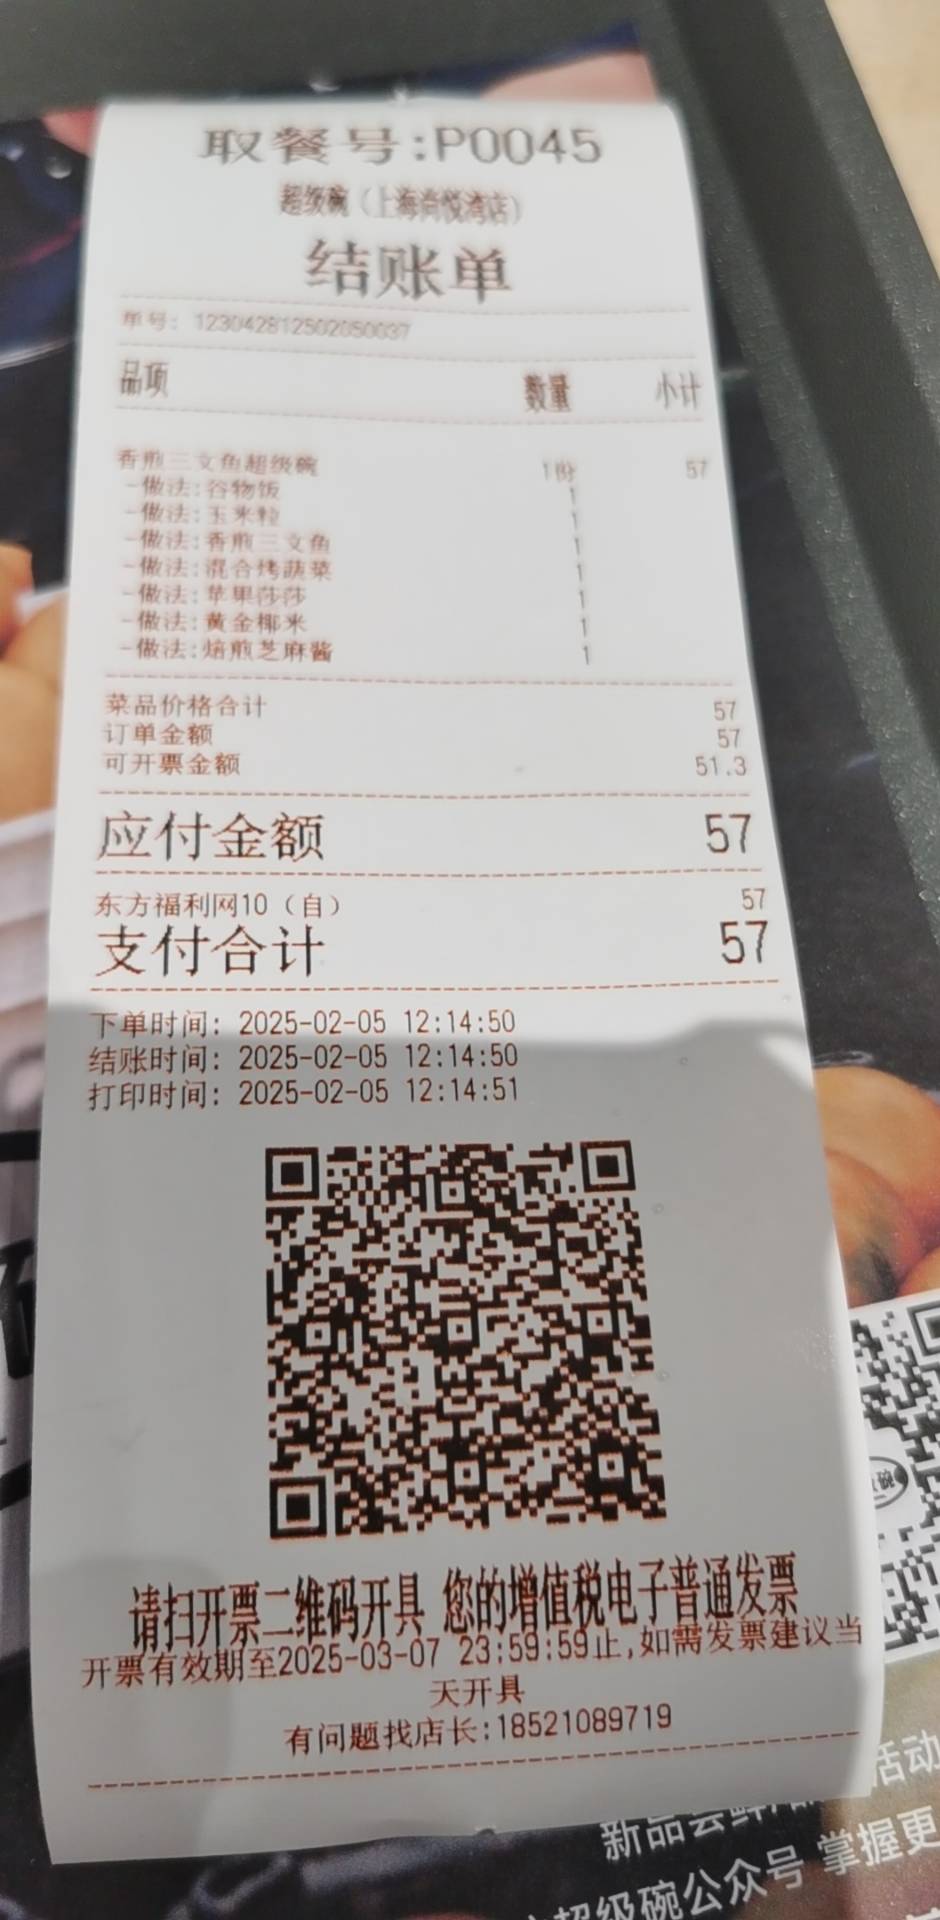 取餐号:P0045
超级碗（上海尚悦湾店）
结账单
单号: 123042812502050037
品项 数量 小计
香煎三文鱼超级碗 1份 57
-做法:谷物饭 1
-做法:玉米粒 1
-做法:香煎三文鱼 1
-做法:混合烤蔬菜 1
-做法:苹果莎莎 1
-做法:黄金椰米 1
-做法:焙煎芝麻酱 1
菜品价格合计 57
订单金额 57
可开票金额 51.3
应付金额 57
东方福利网10（自） 57
支付合计 57
下单时间: 2025-02-05 12:14:50
结账时间: 2025-02-05 12:14:50
打印时间: 2025-02-05 12:14:51
请扫开票二维码开具 您的增值税电子普通发票
开票有效期至2025-03-07 23:59:59止,如需发票建议当
天开具
有问题找店长:18521089719
活动
新品尝鲜
超级碗公众号 掌握更